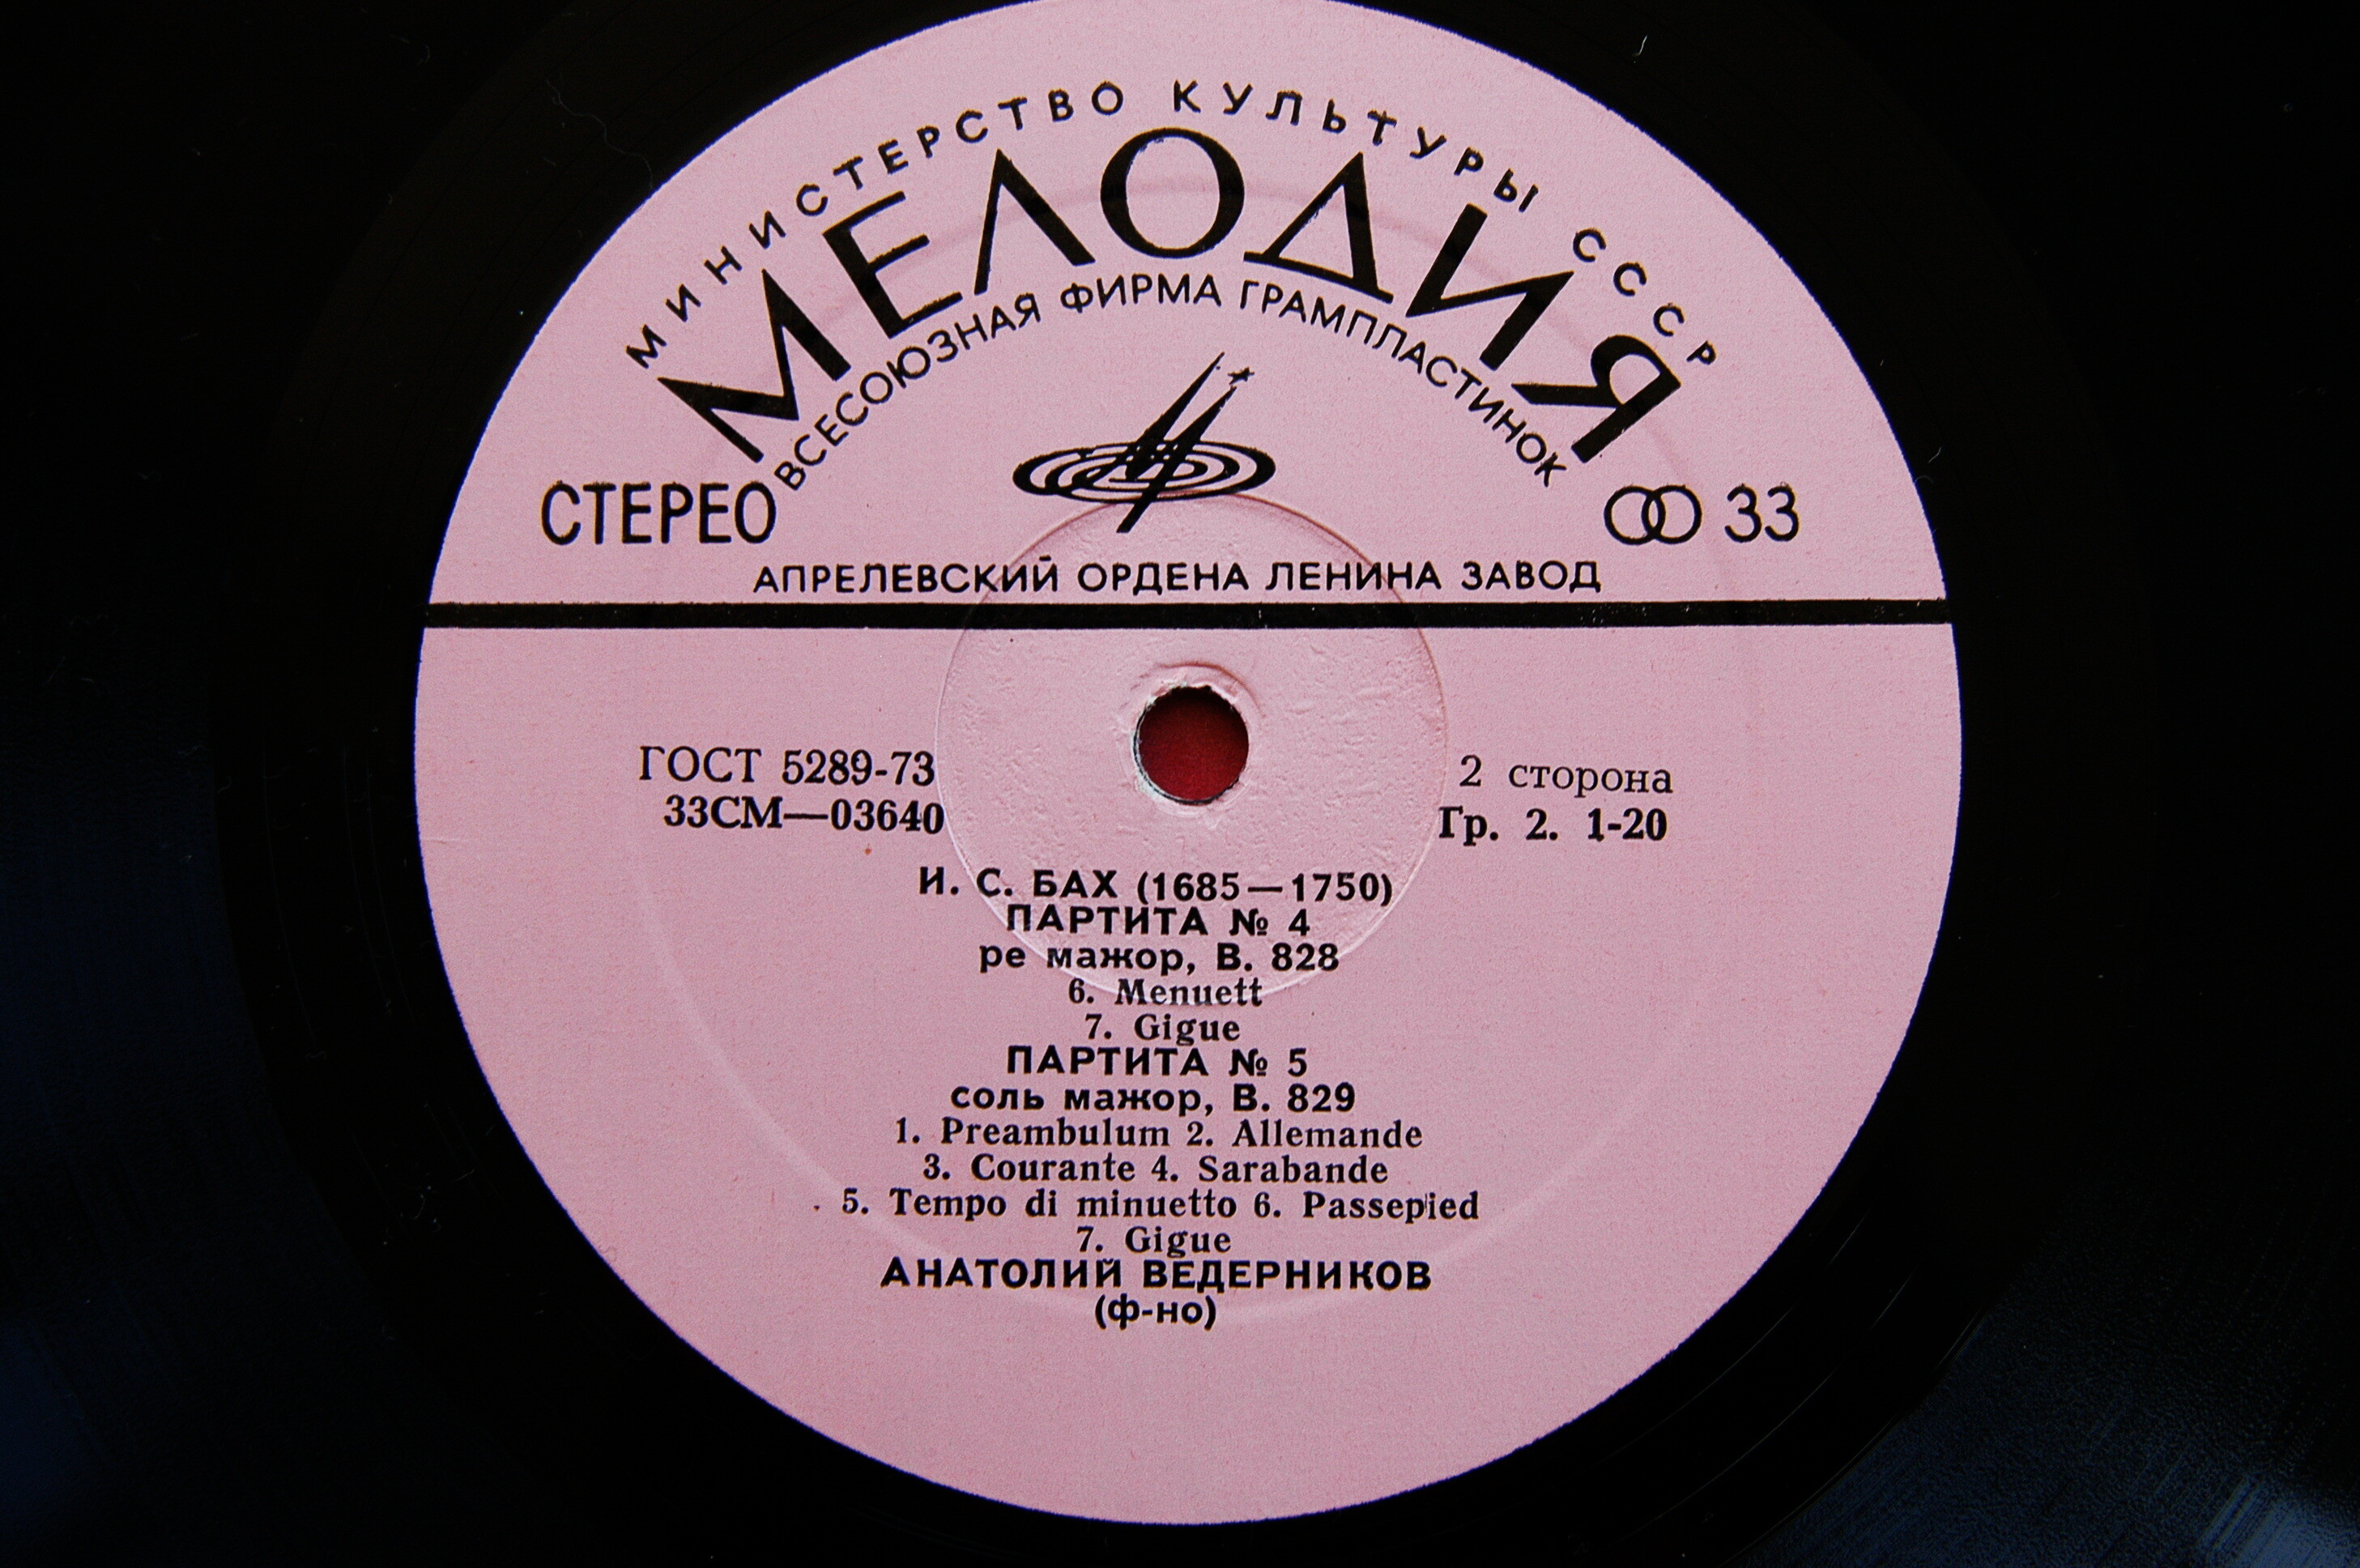 МИНИСТЕРСТВО КУЛЬТУРЫ СССР
МЕЛОДИЯ
ВСЕСОЮЗНАЯ ФИРМА ГРАМПЛАСТИНОК
СТЕРЕО
33
АПРЕЛЕВСКИЙ ОРДЕНА ЛЕНИНА ЗАВОД
ГОСТ 5289-73
33СМ—03640
2 сторона
Гр. 2. 1-20
И. С. БАХ (1685—1750)
ПАРТИТА № 4
ре мажор, В. 828
6. Menuett
7. Gigue
ПАРТИТА № 5
соль мажор, В. 829
1. Preambulum 2. Allemande
3. Courante 4. Sarabande
5. Tempo di minuetto 6. Passepied
7. Gigue
АНАТОЛИЙ ВЕДЕРНИКОВ
(ф-но)